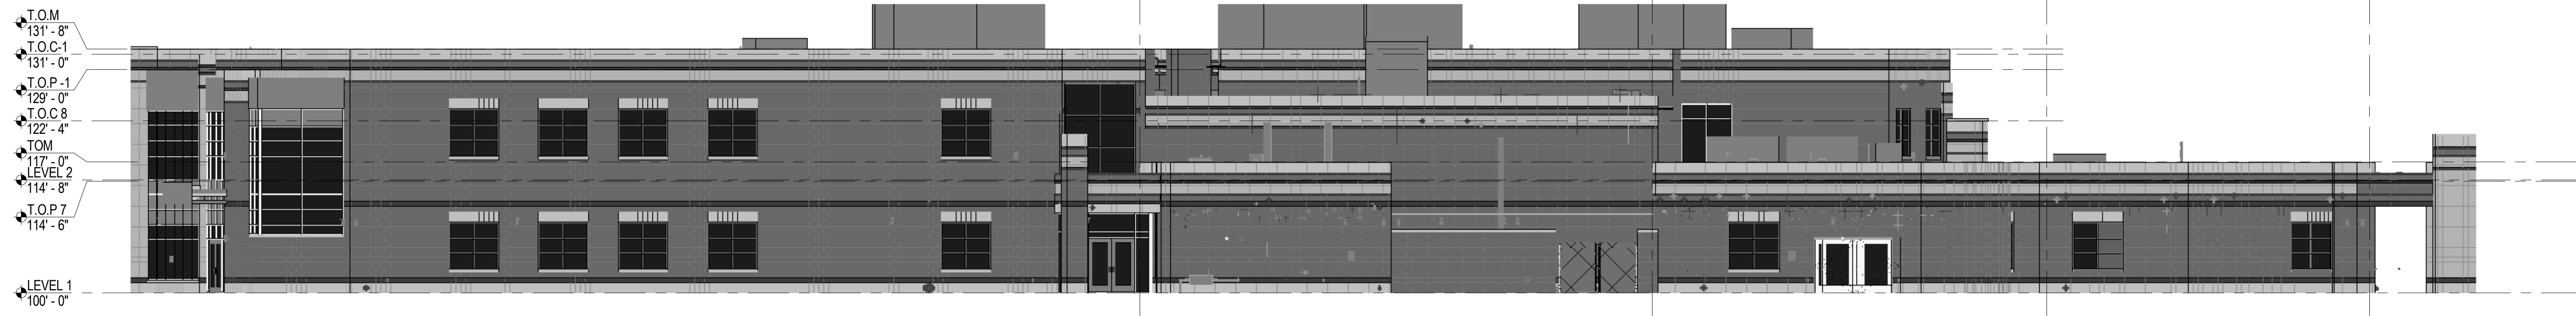 T.O.M
131' - 8"
T.O.C-1
131' - 0"
T.O.P -1
129' - 0"
T.O.C 8
122' - 4"
TOM
117' - 0"
LEVEL 2
114' - 8"
T.O.P 7
114' - 6"
LEVEL 1
100' - 0"